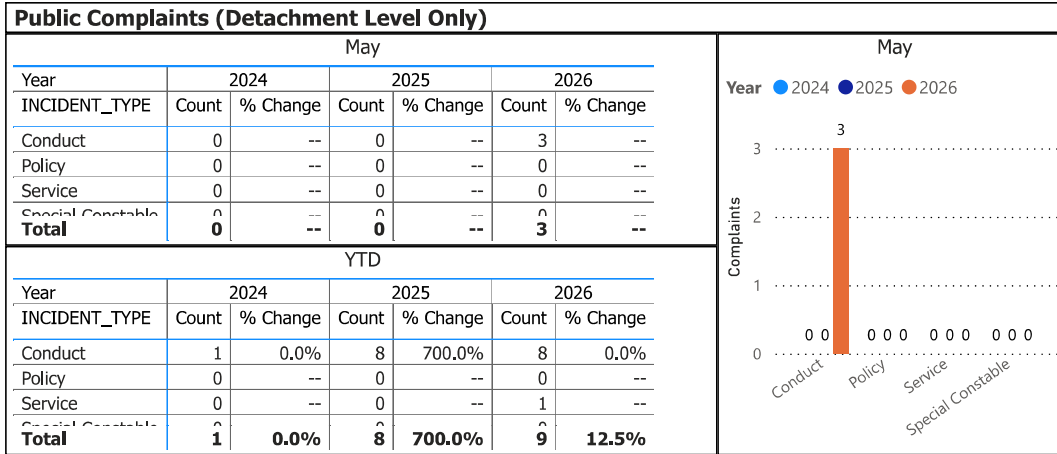 Public Complaints (Detachment Level Only)
May
Year 2024 2025 2026
INCIDENT_TYPE Count % Change Count % Change Count % Change
Conduct 0 -- 0 -- 3 --
Policy 0 -- 0 -- 0 --
Service 0 -- 0 -- 0 --
Special Constable 0 -- 0 -- 0 --
Total 0 -- 0 -- 3 --
YTD
Year 2024 2025 2026
INCIDENT_TYPE Count % Change Count % Change Count % Change
Conduct 1 0.0% 8 700.0% 8 0.0%
Policy 0 -- 0 -- 0 --
Service 0 -- 0 -- 1 --
Total 1 0.0% 8 700.0% 9 12.5%
May
Year 2024 2025 2026
Complaints
3
2
1
0
3
0 0 0 0 0 0 0 0 0 0 0
Conduct Policy Service Special Constable